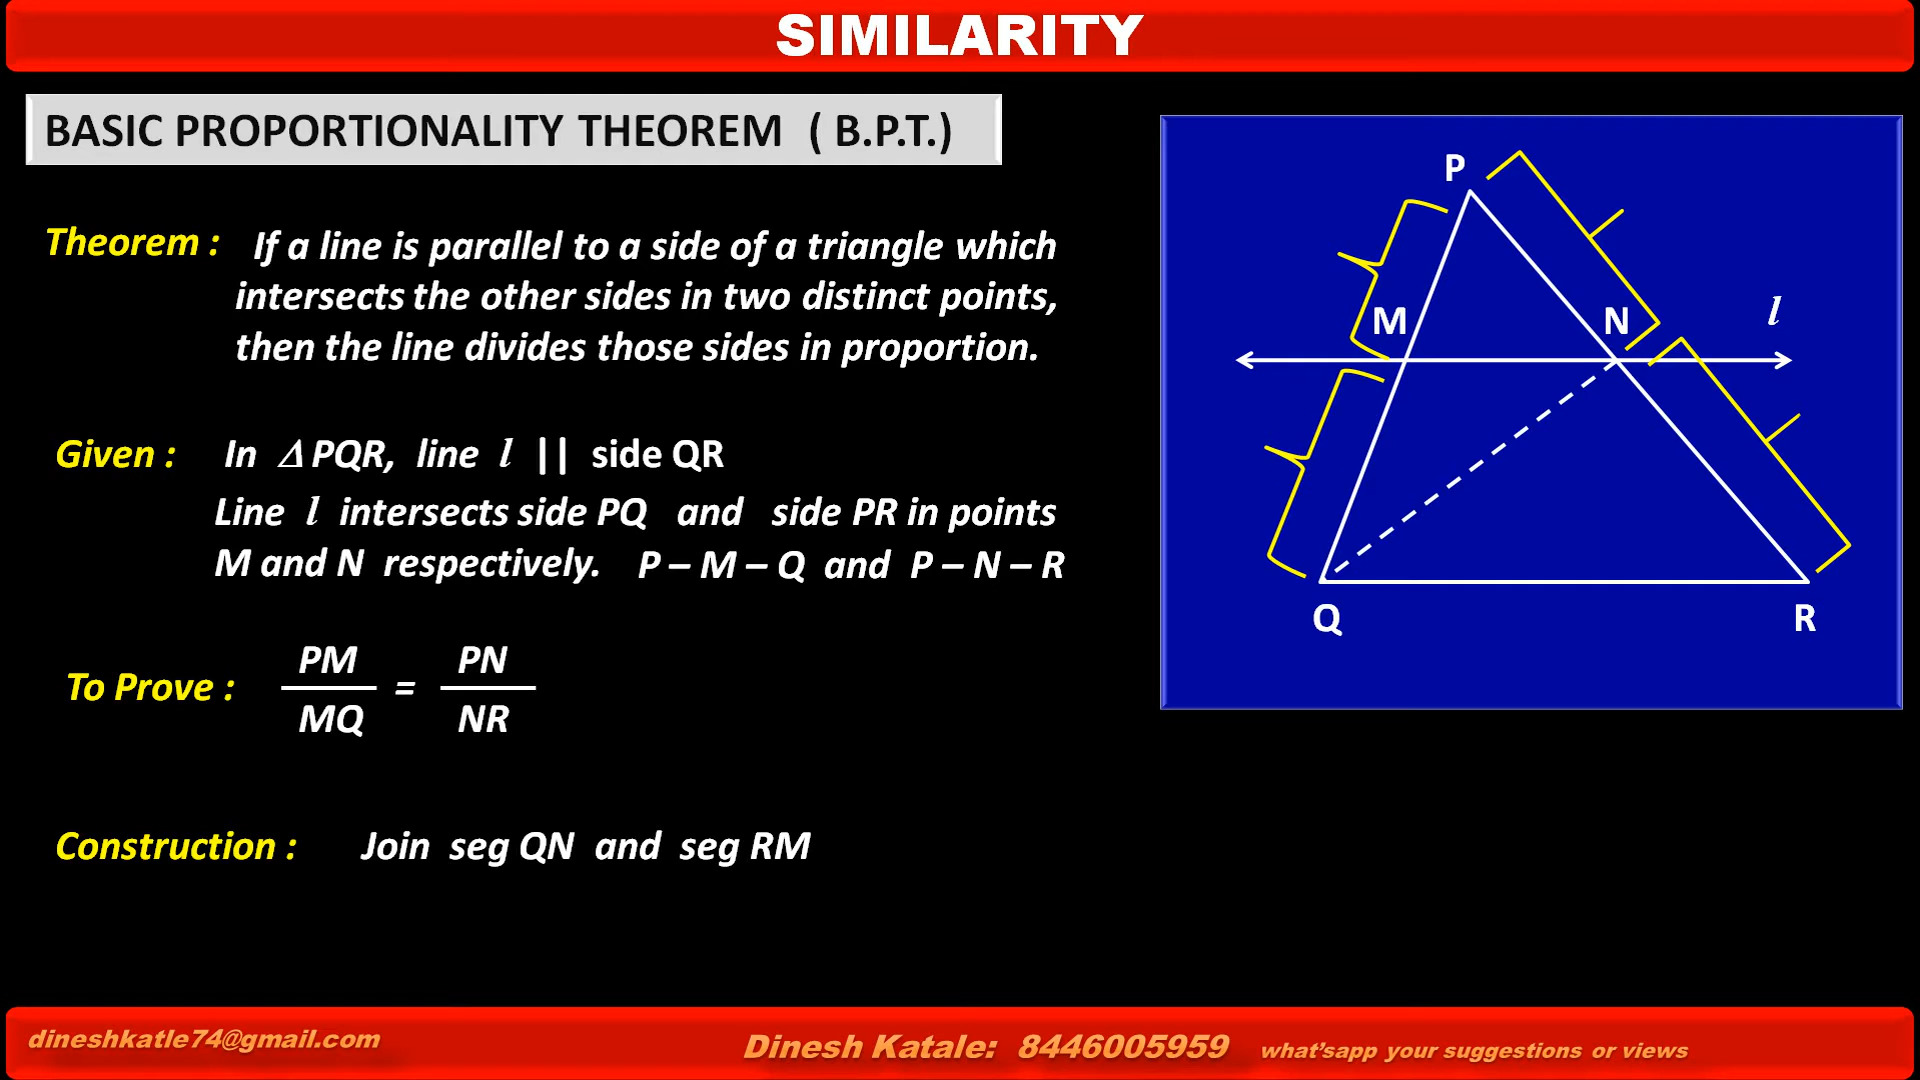 SIMILARITY
BASIC PROPORTIONALITY THEOREM ( B.P.T.)
Theorem : If a line is parallel to a side of a triangle which
intersects the other sides in two distinct points,
then the line divides those sides in proportion.
Given : In Δ PQR, line l || side QR
Line l intersects side PQ and side PR in points
M and N respectively. P – M – Q and P – N – R
To Prove : PM / MQ = PN / NR
Construction : Join seg QN and seg RM
P
M
N
l
Q
R
dineshkatle74@gmail.com
Dinesh Katale: 8446005959 what'sapp your suggestions or views